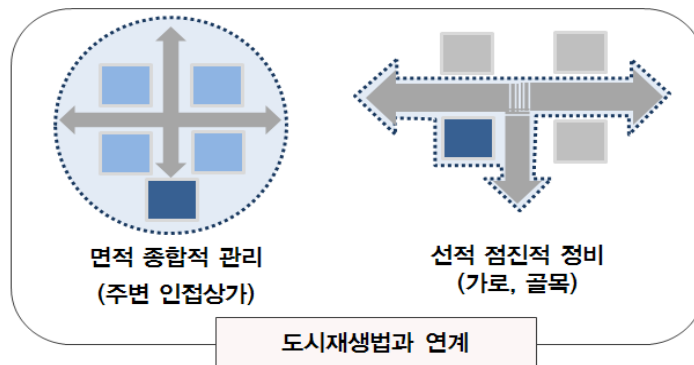 면적 종합적 관리
(주변 인접상가)
선적 점진적 정비
(가로, 골목)
도시재생법과 연계